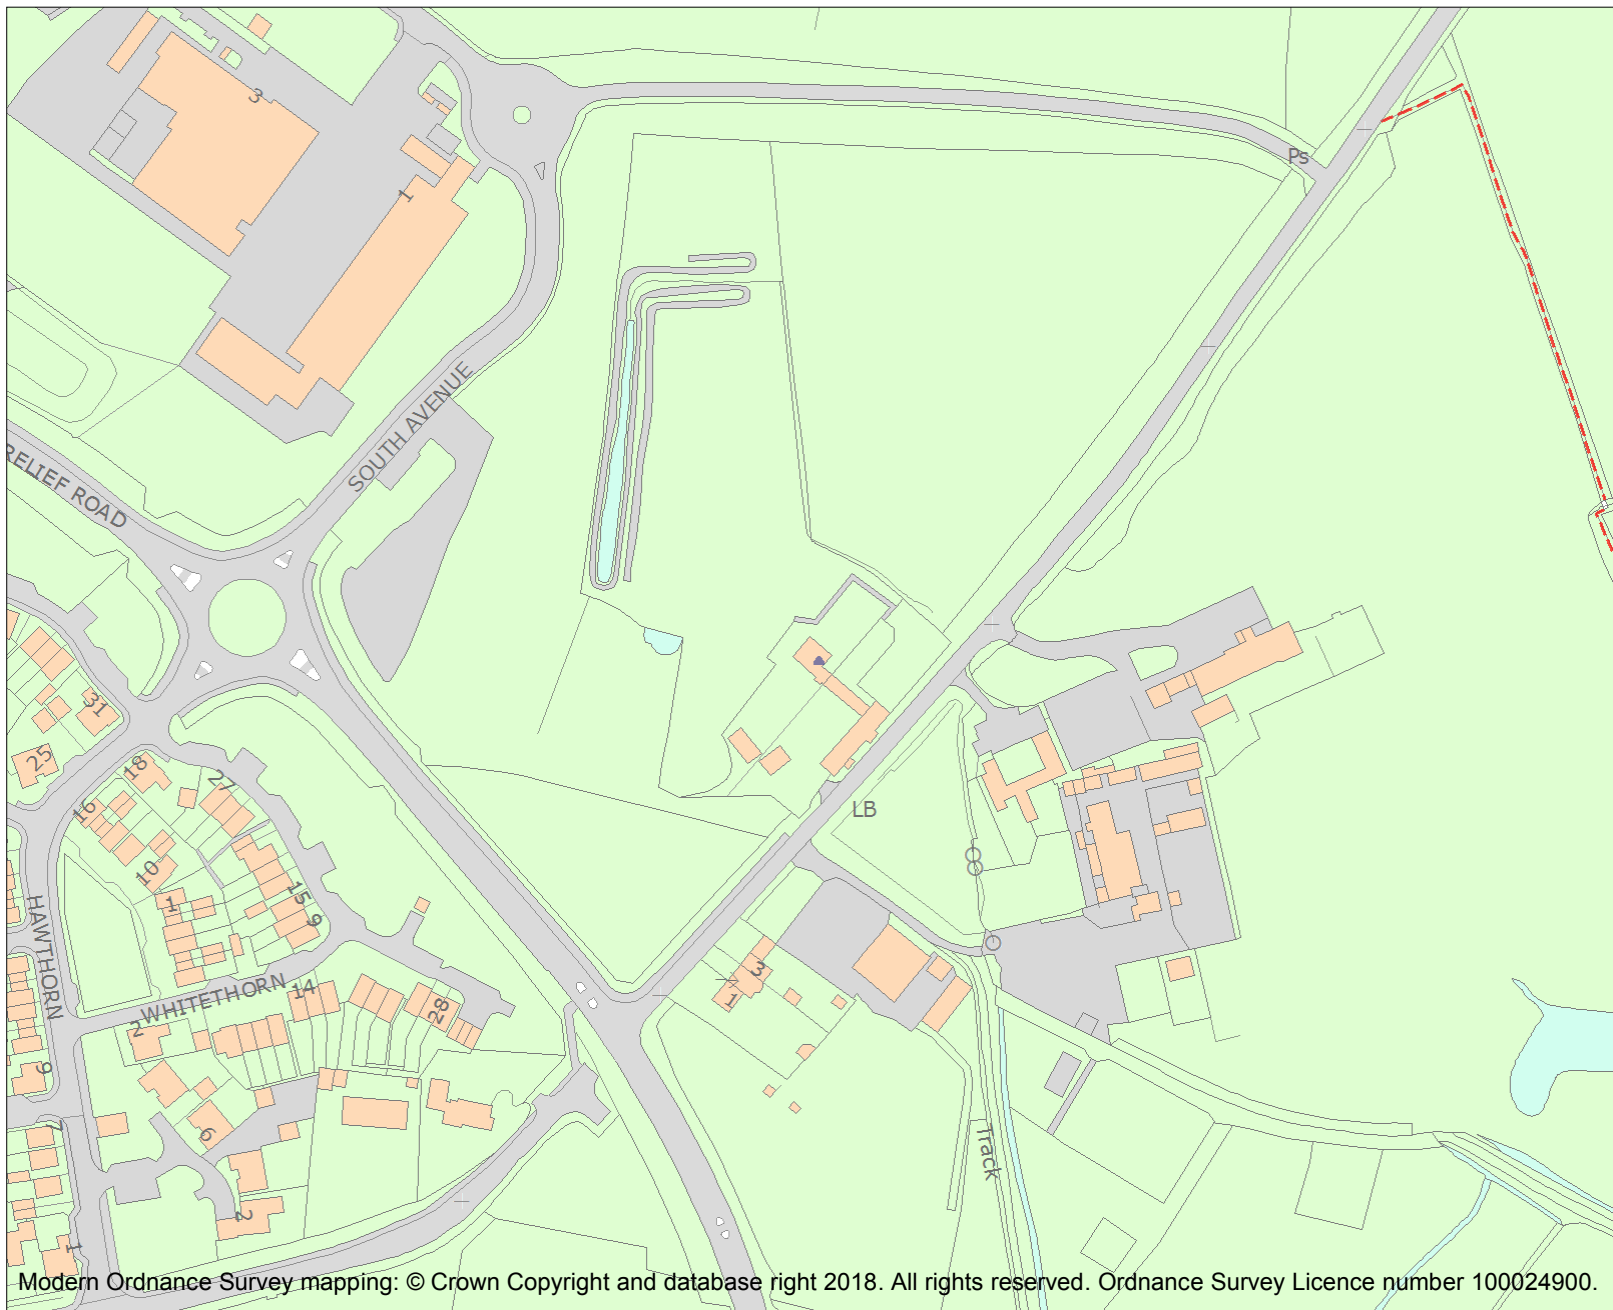 3
1
Ps
SOUTH AVENUE
RELIEF ROAD
31
25
18
27
16
LB
10
1
15
9
HAWTHORN
3
1
14
WHITETHORN
28
2
9
7
6
Track
2
1
Modern Ordnance Survey mapping: © Crown Copyright and database right 2018. All rights reserved. Ordnance Survey Licence number 100024900.